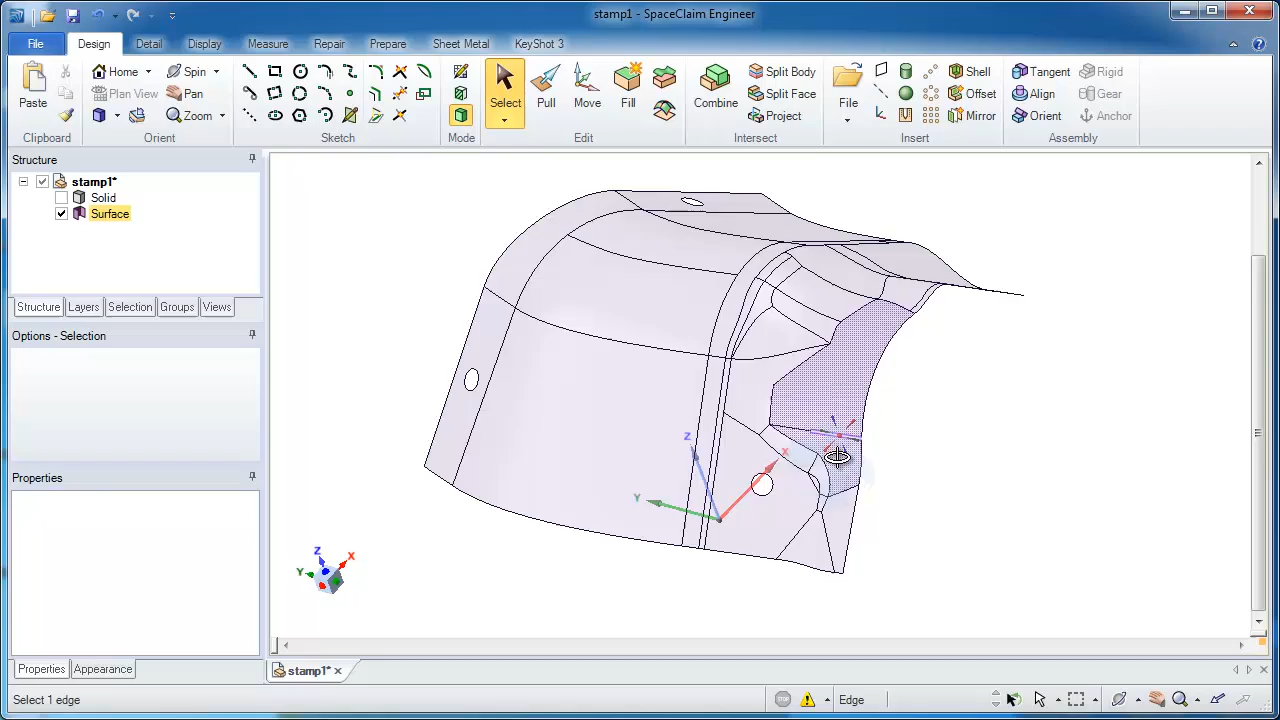 stamp1 - SpaceClaim Engineer
File Design Detail Display Measure Repair Prepare Sheet Metal KeyShot 3
Home Spin Split Body Shell Tangent Rigid
Plan View Pan Split Face Offset Align Gear
Paste Select Pull Move Fill Combine File
Zoom Project Mirror Orient Anchor
Clipboard Orient Sketch Mode Edit Intersect Insert Assembly
Structure
stamp1*
Solid
Surface
Structure Layers Selection Groups Views
Options - Selection
Properties
Z
X
Y
Z
X
Y
Properties Appearance
stamp1*
Select 1 edge
Edge